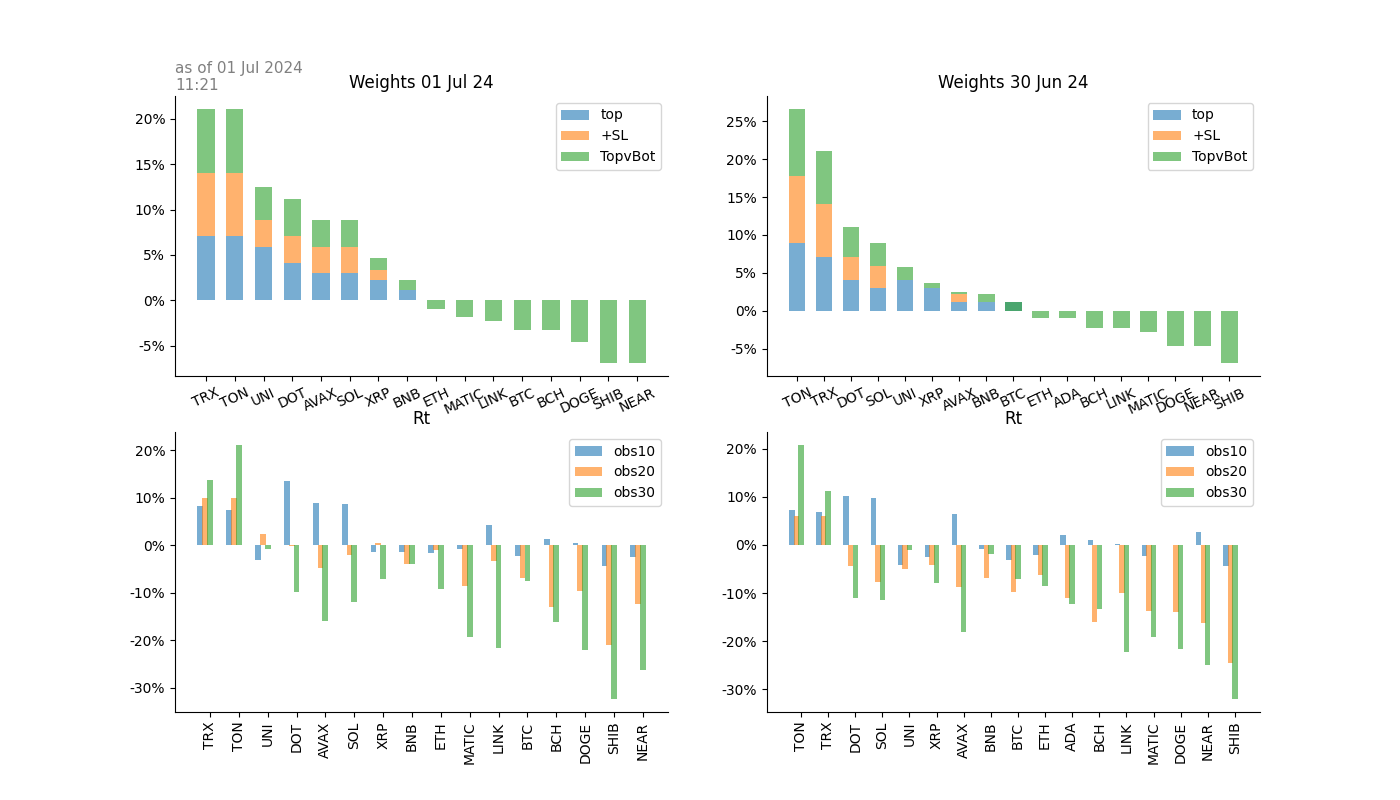 as of 01 Jul 2024
11:21
Weights 01 Jul 24
20%
15%
10%
5%
0%
-5%
top
+SL
TopvBot
TRX TON UNI DOT AVAX SOL XRP BNB ETH MATIC LINK BTC BCH DOGE SHIB NEAR
Weights 30 Jun 24
25%
20%
15%
10%
5%
0%
-5%
top
+SL
TopvBot
TON TRX DOT SOL UNI XRP AVAX BNB BTC ETH ADA BCH LINK MATIC DOGE NEAR SHIB
Rt
20%
10%
0%
-10%
-20%
-30%
obs10
obs20
obs30
TRX TON UNI DOT AVAX SOL XRP BNB ETH MATIC LINK BTC BCH DOGE SHIB NEAR
Rt
20%
10%
0%
-10%
-20%
-30%
obs10
obs20
obs30
TON TRX DOT SOL UNI XRP AVAX BNB BTC ETH ADA BCH LINK MATIC DOGE NEAR SHIB